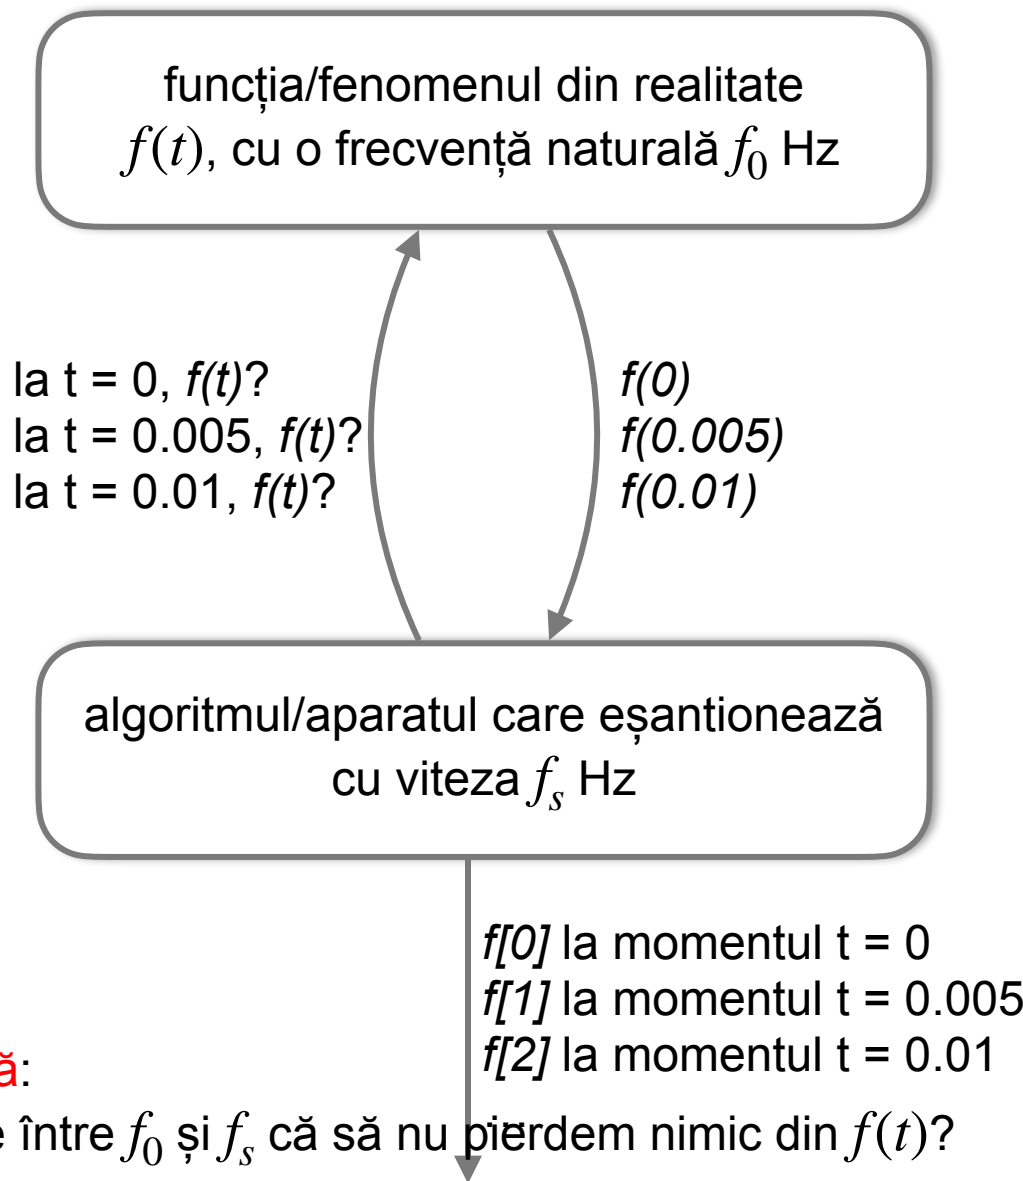 funcția/fenomenul din realitate
f(t), cu o frecvență naturală f₀ Hz
la t = 0, f(t)?
la t = 0.005, f(t)?
la t = 0.01, f(t)?
f(0)
f(0.005)
f(0.01)
algoritmul/aparatul care eșantionează
cu viteza fₛ Hz
f[0] la momentul t = 0
f[1] la momentul t = 0.005
f[2] la momentul t = 0.01
ă:
între f₀ și fₛ că să nu pierdem nimic din f(t)?